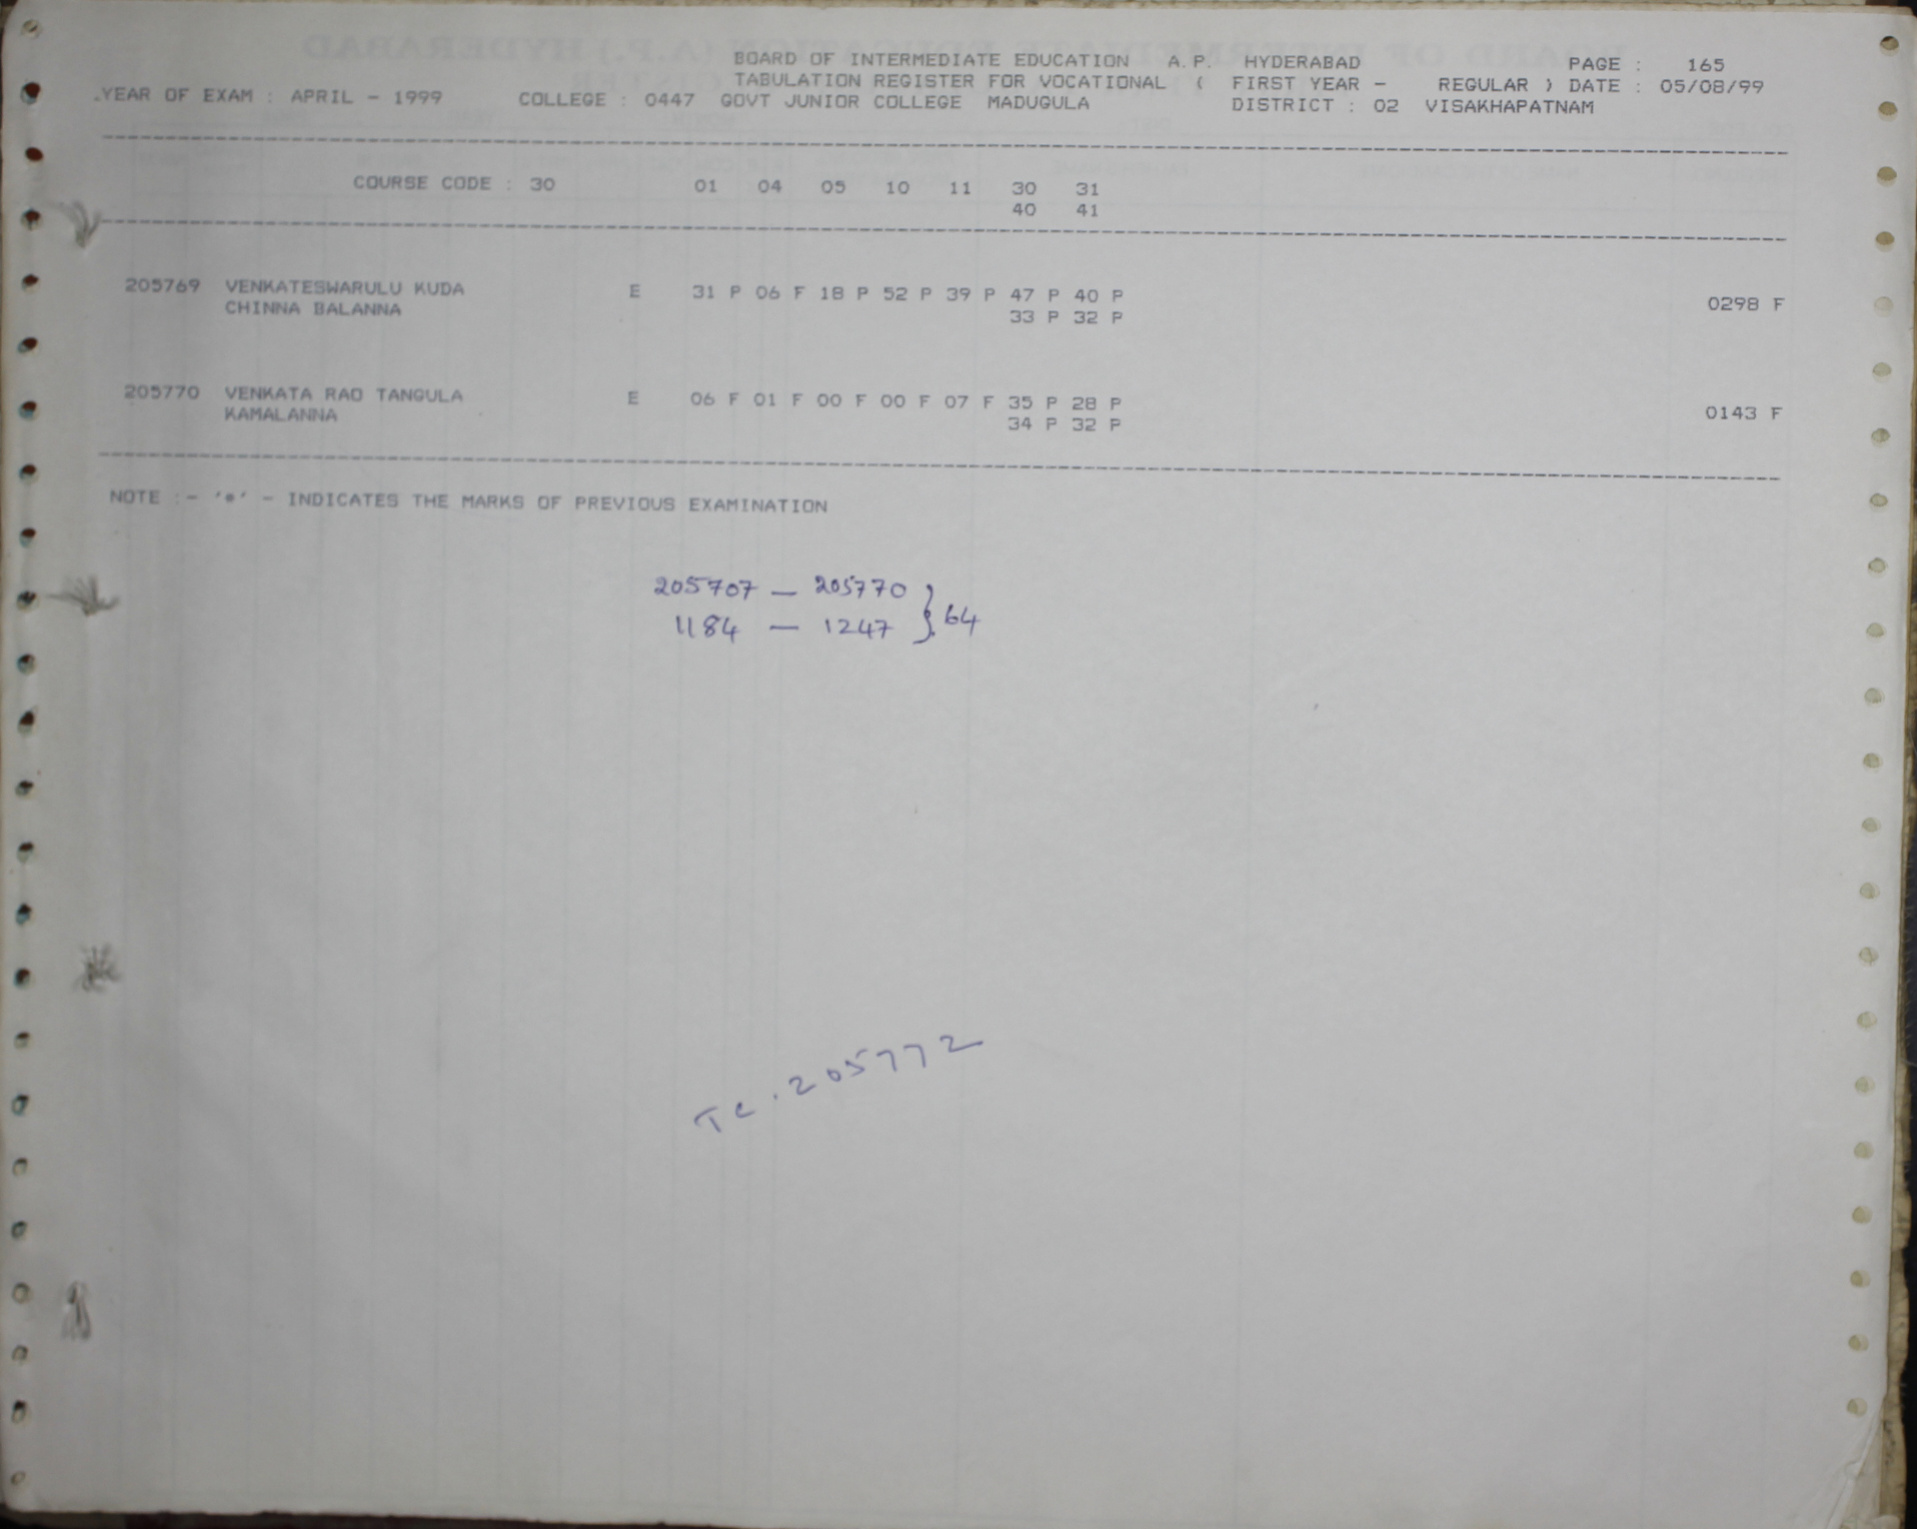 BOARD OF INTERMEDIATE EDUCATION A.P. HYDERABAD PAGE : 165
TABULATION REGISTER FOR VOCATIONAL ( FIRST YEAR - REGULAR ) DATE : 05/08/99
.YEAR OF EXAM : APRIL - 1999 COLLEGE : 0447 GOVT JUNIOR COLLEGE MADUGULA DISTRICT : 02 VISAKHAPATNAM
COURSE CODE : 30 01 04 05 10 11 30 31
40 41
205769 VENKATESWARULU KUDA E 31 P 06 F 18 P 52 P 39 P 47 P 40 P 0298 F
CHINNA BALANNA 33 P 32 P
205770 VENKATA RAO TANGULA E 06 F 01 F 00 F 00 F 07 F 35 P 28 P 0143 F
KAMALANNA 34 P 32 P
NOTE :- '*' - INDICATES THE MARKS OF PREVIOUS EXAMINATION
205707 — 205770 } 64
1184 — 1247
Tc. 205772